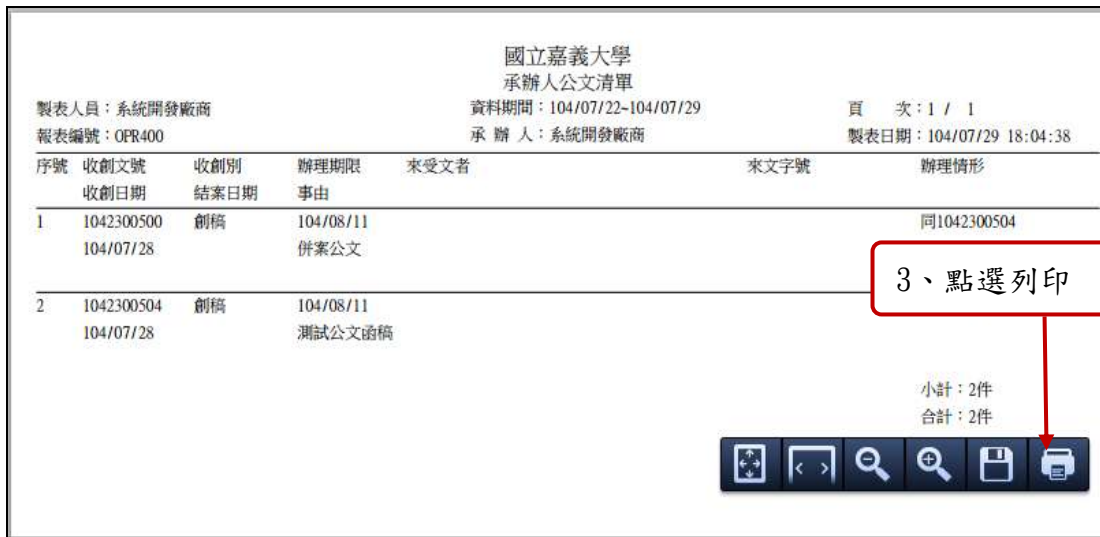 國立嘉義大學
承辦人公文清單
製表人員：系統開發廠商 資料期間：104/07/22~104/07/29 頁 次：1 / 1
報表編號：OPR400 承 辦 人：系統開發廠商 製表日期：104/07/29 18:04:38
序號 收創文號 收創別 辦理期限 來受文者 來文字號 辦理情形
收創日期 結案日期 事由
1 1042300500 創稿 104/08/11 同1042300504
104/07/28 併案公文
3、點選列印
2 1042300504 創稿 104/08/11
104/07/28 測試公文函稿
小計：2件
合計：2件